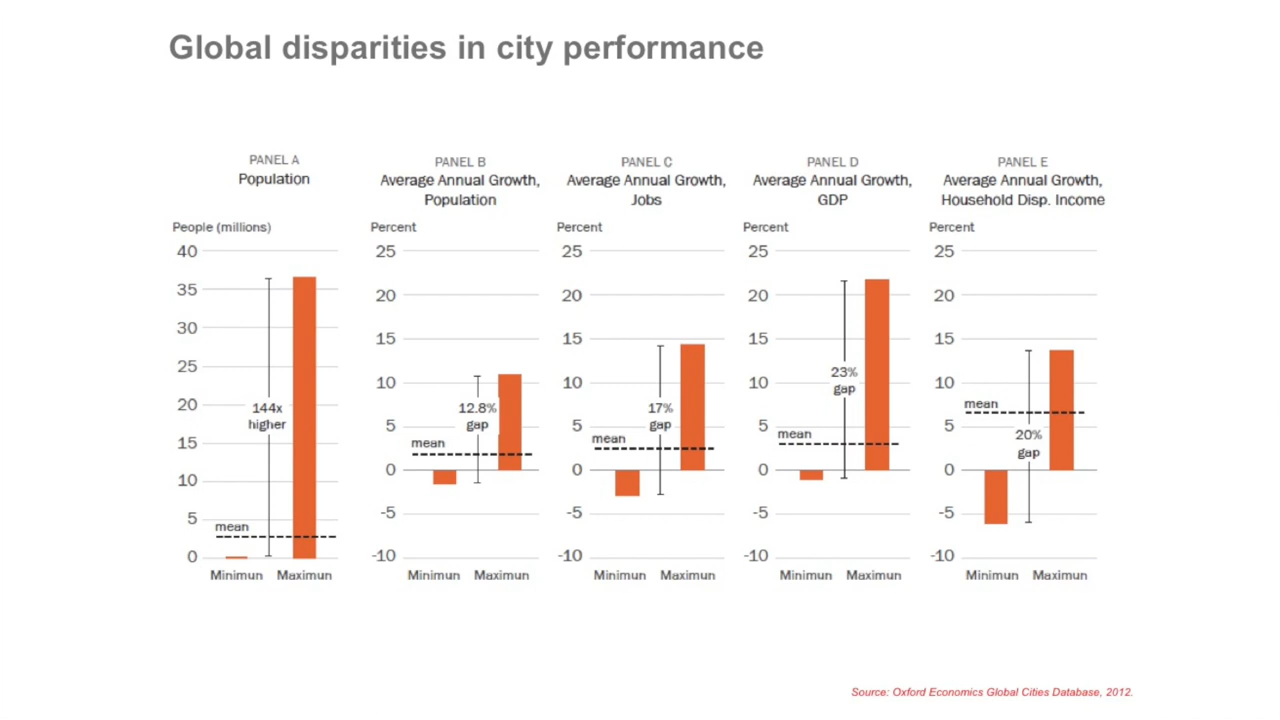 Global disparities in city performance
PANEL A
Population
People (millions)
40
35
30
25
20
15
10
5
0
144x
higher
mean
Minimun Maximun
PANEL B
Average Annual Growth,
Population
Percent
25
20
15
10
5
0
-5
-10
12.8%
gap
mean
Minimun Maximun
PANEL C
Average Annual Growth,
Jobs
Percent
25
20
15
10
5
0
-5
-10
17%
gap
mean
Minimun Maximun
PANEL D
Average Annual Growth,
GDP
Percent
25
20
15
10
5
0
-5
-10
23%
gap
mean
Minimun Maximun
PANEL E
Average Annual Growth,
Household Disp. Income
Percent
25
20
15
10
5
0
-5
-10
mean
20%
gap
Minimun Maximun
Source: Oxford Economics Global Cities Database, 2012.